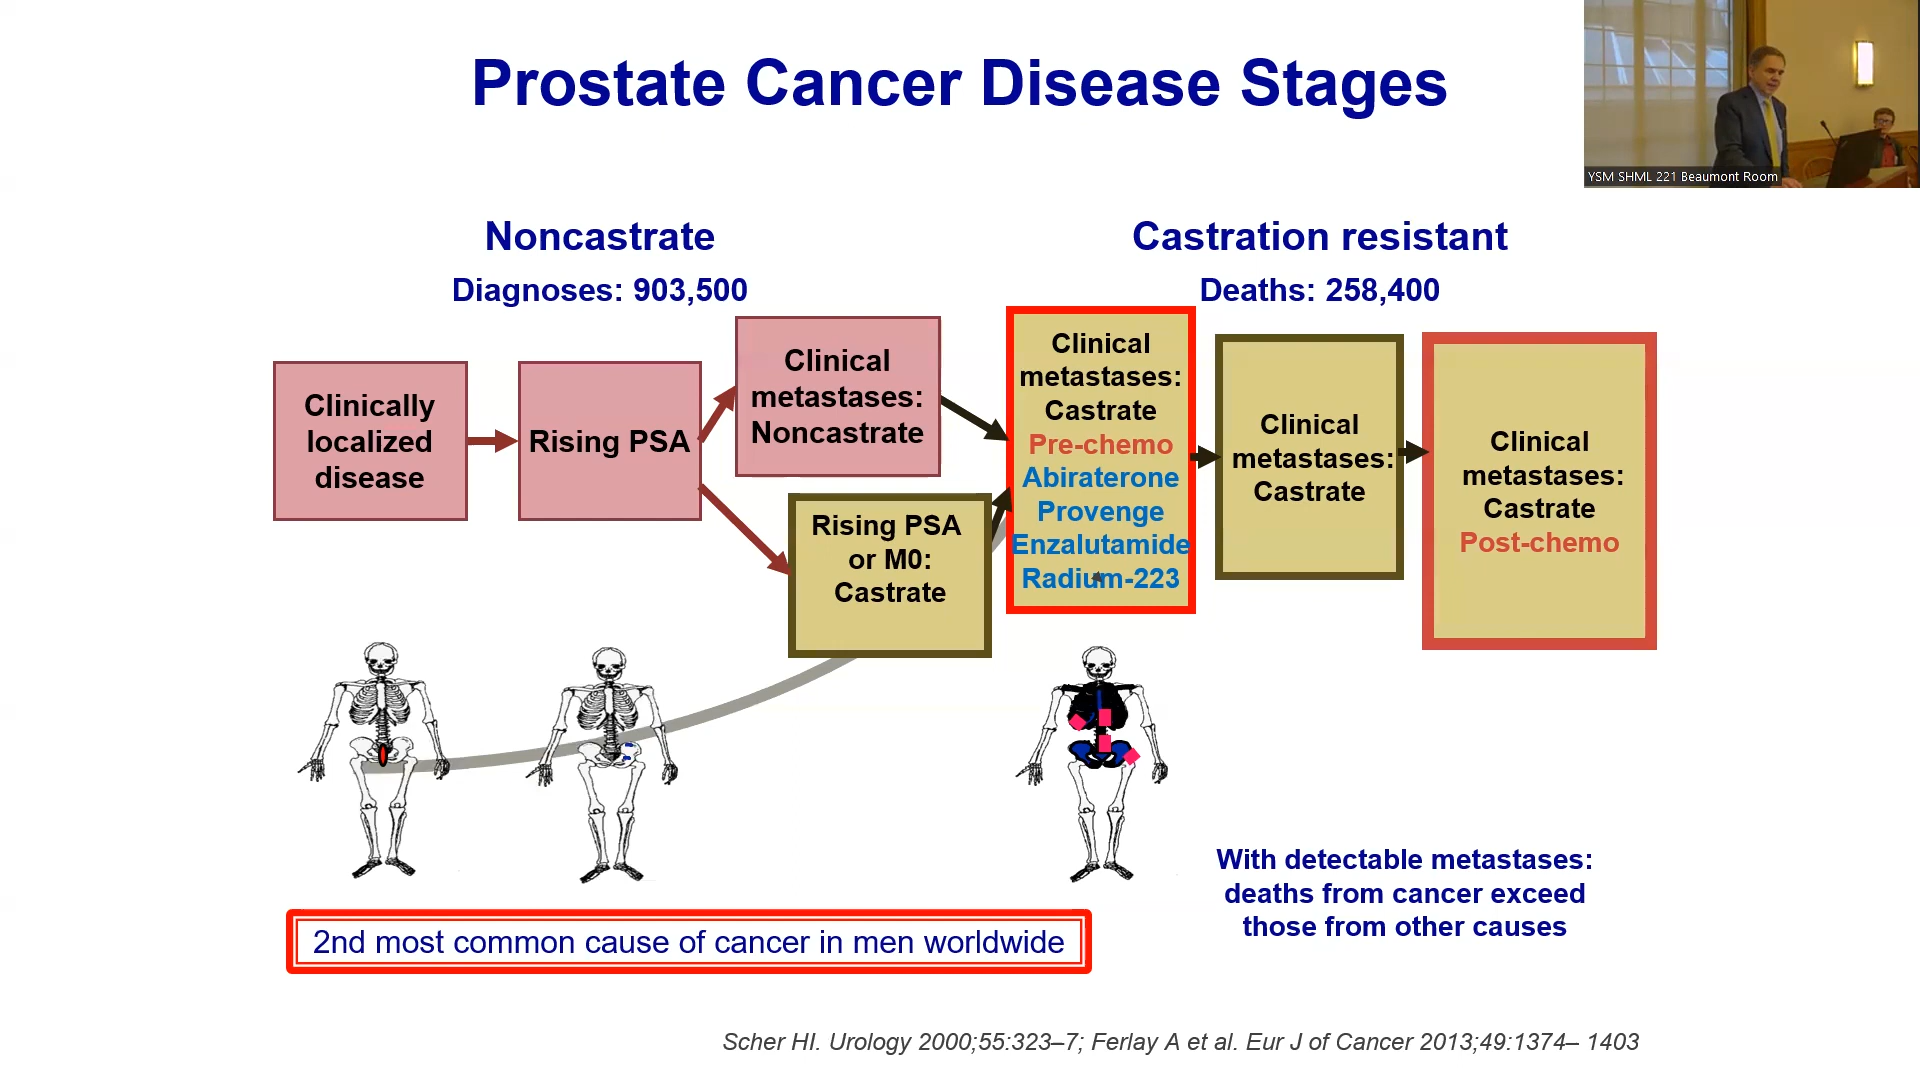 Prostate Cancer Disease Stages
YSM SHML 221 Beaumont Room
Noncastrate
Diagnoses: 903,500
Castration resistant
Deaths: 258,400
Clinically
localized
disease
Rising PSA
Clinical
metastases:
Noncastrate
Rising PSA
or M0:
Castrate
Clinical
metastases:
Castrate
Pre-chemo
Abiraterone
Provenge
Enzalutamide
Radium-223
Clinical
metastases:
Castrate
Clinical
metastases:
Castrate
Post-chemo
With detectable metastases:
deaths from cancer exceed
those from other causes
2nd most common cause of cancer in men worldwide
Scher HI. Urology 2000;55:323–7; Ferlay A et al. Eur J of Cancer 2013;49:1374– 1403